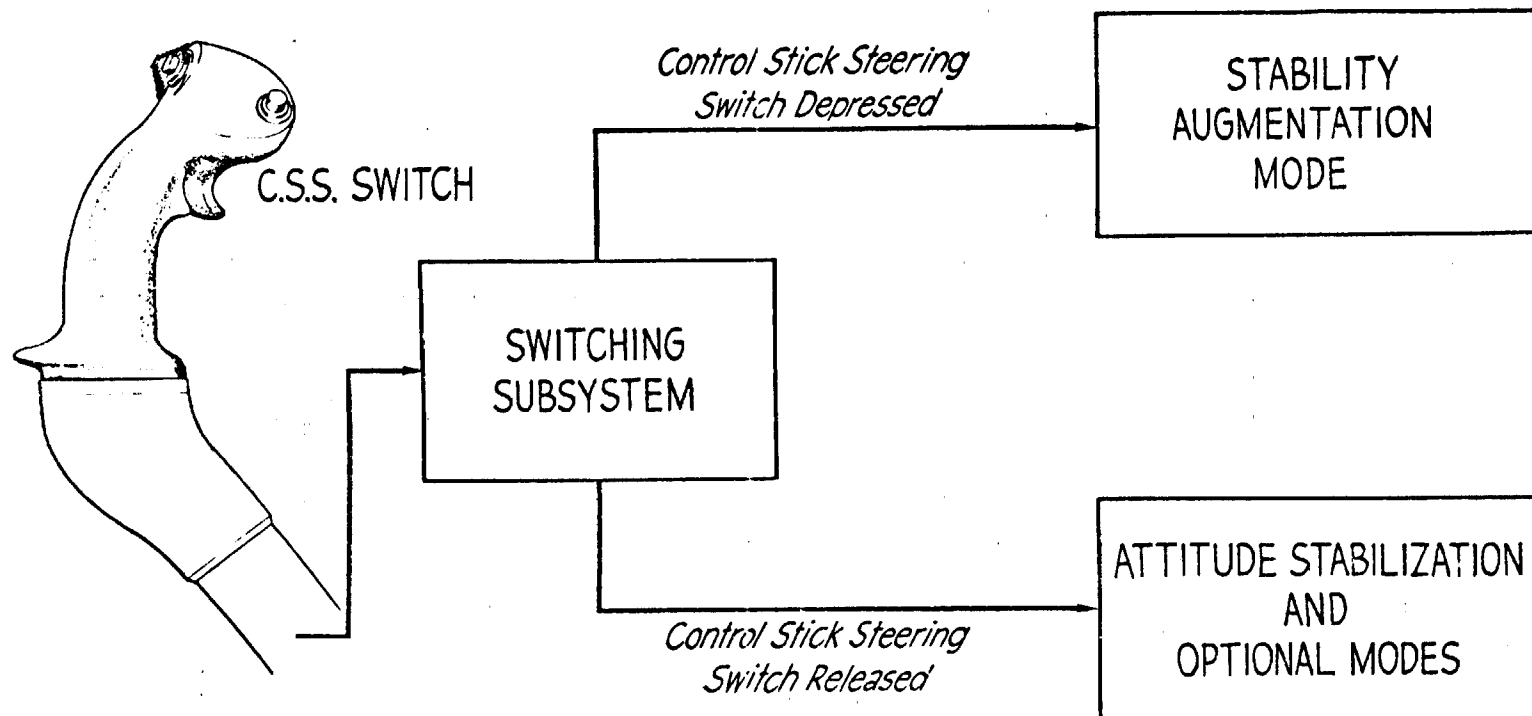 Control Stick Steering
Switch Depressed
STABILITY
AUGMENTATION
MODE
C.S.S. SWITCH
SWITCHING
SUBSYSTEM
ATTITUDE STABILIZATION
AND
OPTIONAL MODES
Control Stick Steering
Switch Released